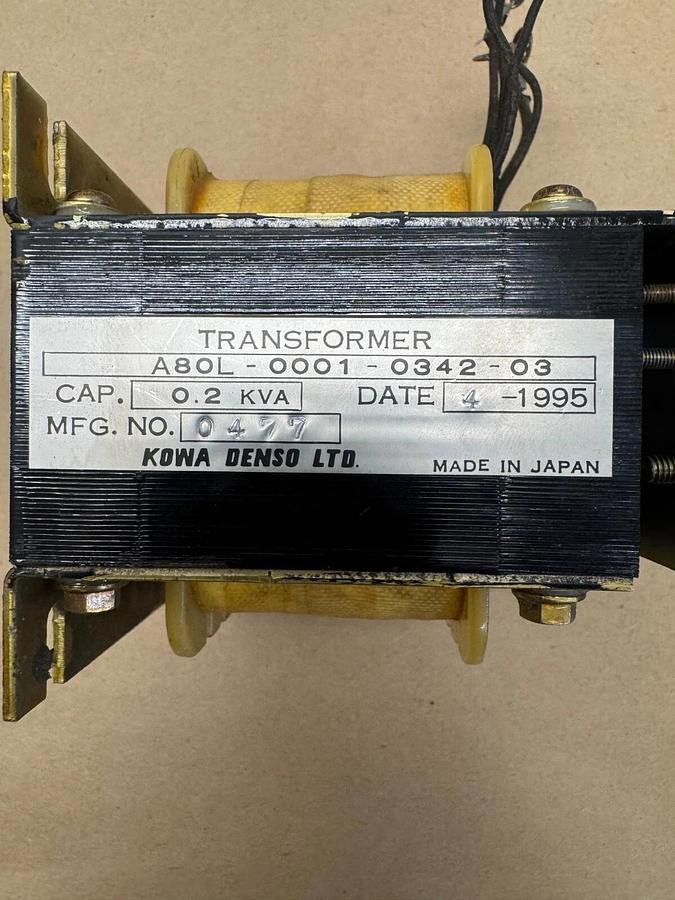 TRANSFORMER
A80L-0001-0342-03
CAP. 0.2 KVA DATE 4-1995
MFG. NO. 0477
KOWA DENSO LTD. MADE IN JAPAN